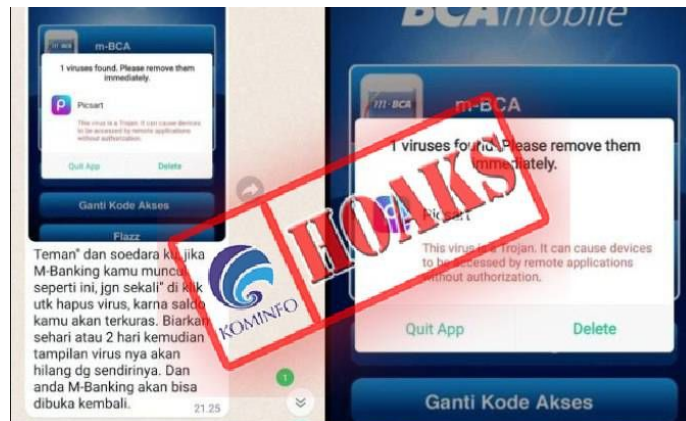 m-BCA
1 viruses found. Please remove them
immediately.
Picsart
This virus is a Trojan. It can cause devices
to be accessed by remote applications
without authorization.
Quit App Delete
Ganti Kode Akses
Flazz
Teman" dan soedara ku, jika
M-Banking kamu muncul
seperti ini, jgn sekali" di klik
utk hapus virus, karna saldo
kamu akan terkuras. Biarkan
sehari atau 2 hari kemudian
tampilan virus nya akan
hilang dg sendirinya. Dan
anda M-Banking akan bisa
dibuka kembali.
21.25
1
KOMINFO
HOAKS
BCAmobile
m-BCA
m-BCA
1 viruses found. Please remove them
immediately.
Picsart
This virus is a Trojan. It can cause devices
to be accessed by remote applications
without authorization.
Quit App Delete
Ganti Kode Akses